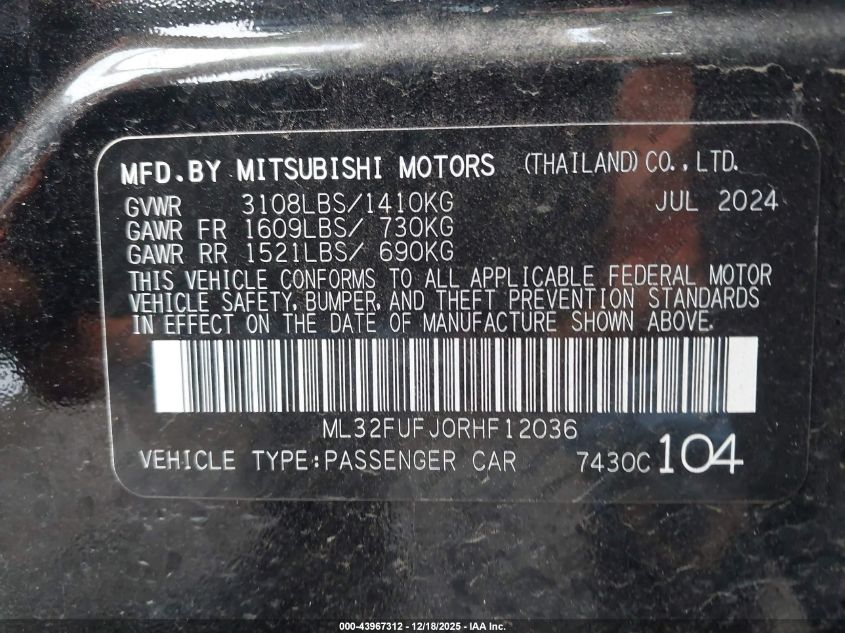 MFD.BY MITSUBISHI MOTORS (THAILAND) CO.,LTD.
GVWR 3108LBS/1410KG JUL 2024
GAWR FR 1609LBS/ 730KG
GAWR RR 1521LBS/ 690KG
THIS VEHICLE CONFORMS TO ALL APPLICABLE FEDERAL MOTOR
VEHICLE SAFETY, BUMPER, AND THEFT PREVENTION STANDARDS
IN EFFECT ON THE DATE OF MANUFACTURE SHOWN ABOVE.
ML32FUFJ0RHF12036
VEHICLE TYPE:PASSENGER CAR 7430C 104
000-43967312 - 12/18/2025 - IAA Inc.